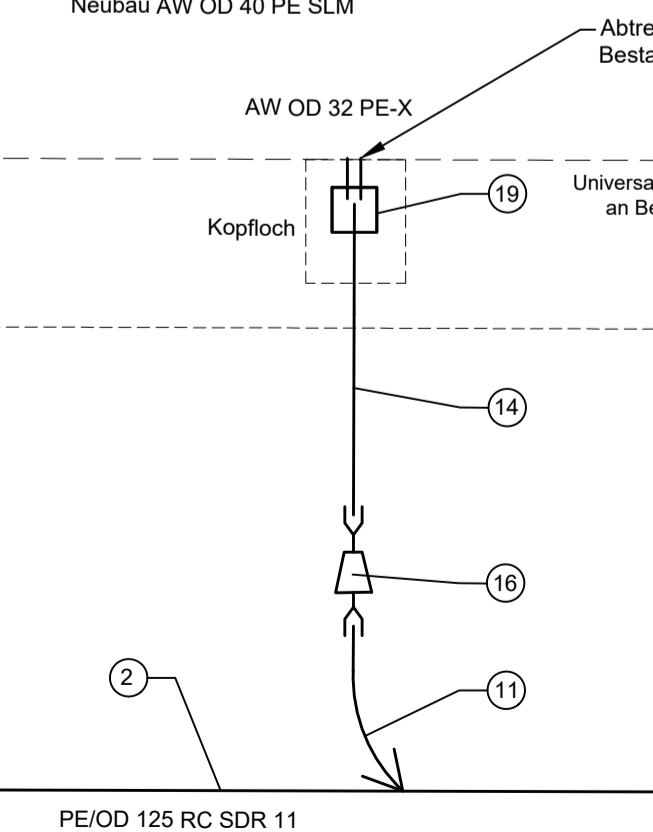 Neubau AW OD 40 PE SLM
Abtre
Besta
AW OD 32 PE-X
19
Universa
an Be
Kopfloch
14
16
2
11
PE/OD 125 RC SDR 11